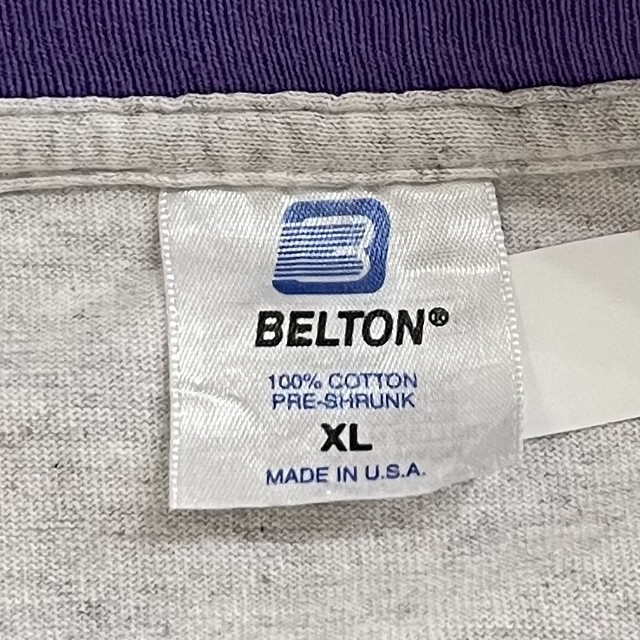 B
BELTON®
100% COTTON
PRE-SHRUNK
XL
MADE IN U.S.A.